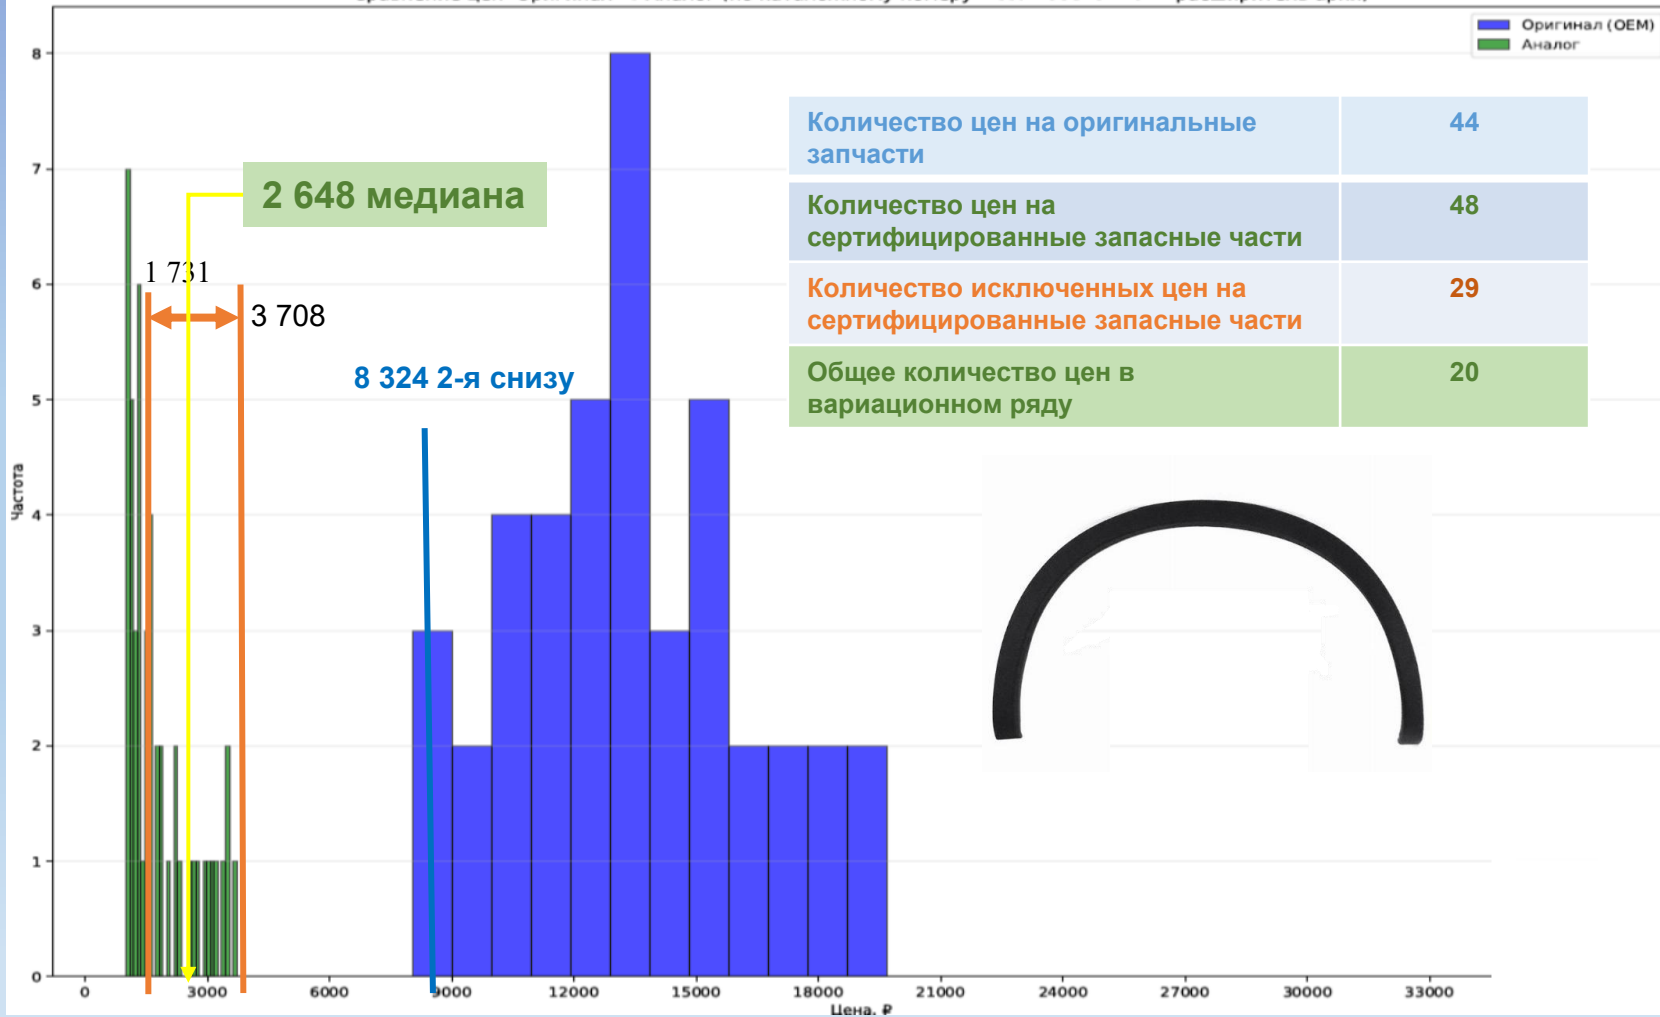 Оригинал (OEM)
Аналог
8
7
6
5
4
3
2
1
0
Частота
2 648 медиана
1 731
3 708
8 324 2-я снизу
Количество цен на оригинальные
запчасти
44
Количество цен на
сертифицированные запасные части
48
Количество исключенных цен на
сертифицированные запасные части
29
Общее количество цен в
вариационном ряду
20
0
3000
6000
9000
12000
15000
18000
21000
24000
27000
30000
33000
Цена, ₽